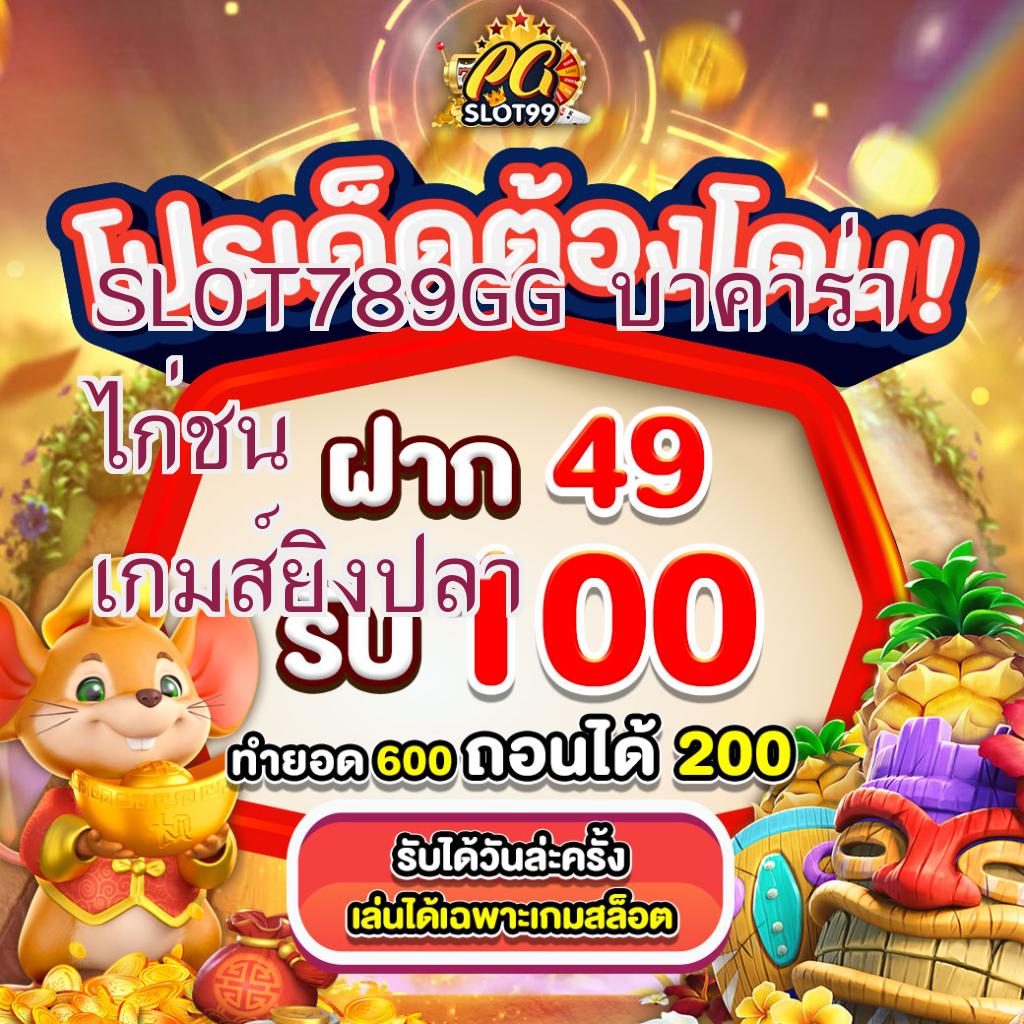 PG
SLOT99
โปรเด็ดต้องโดน!
SLOT789GG บาคาร่า
ไก่ชน
ฝาก 49
เกมส์ยิงปลา
รับ 100
ทำยอด 600 ถอนได้ 200
รับได้วันล่ะครั้ง
เล่นได้เฉพาะเกมสล็อต